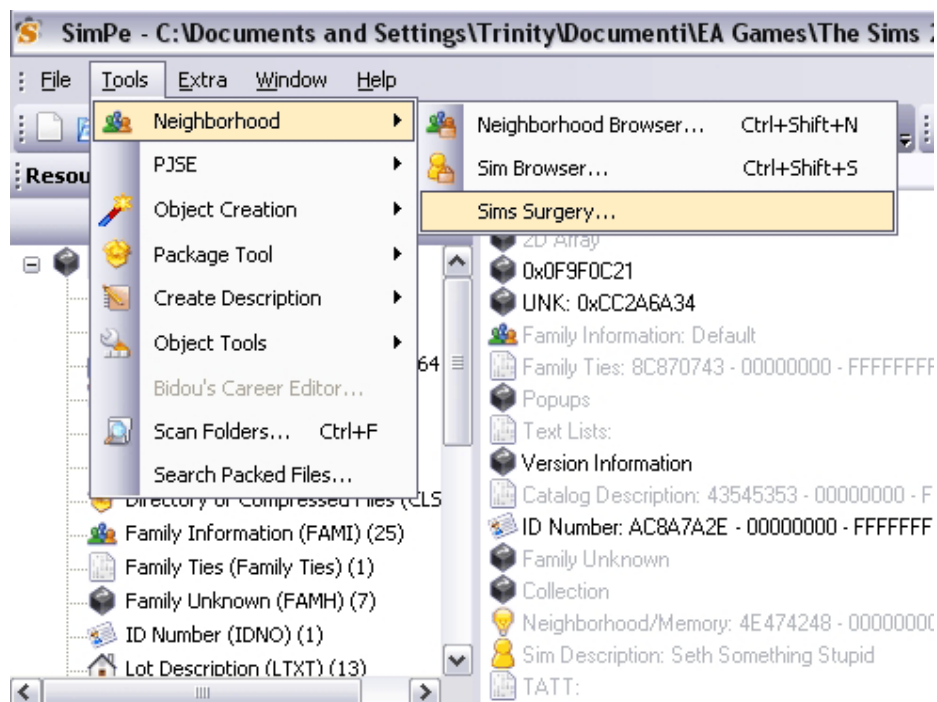 SimPe - C:\Documents and Settings\Trinity\Documenti\EA Games\The Sims 2
File Tools Extra Window Help
Neighborhood
PJSE
Object Creation
Package Tool
Create Description
Object Tools
Bidou's Career Editor...
Scan Folders... Ctrl+F
Search Packed Files...
Neighborhood Browser... Ctrl+Shift+N
Sim Browser... Ctrl+Shift+S
Sims Surgery...
Resou
64
Directory of Compressed Files (CLS
Family Information (FAMI) (25)
Family Ties (Family Ties) (1)
Family Unknown (FAMH) (7)
ID Number (IDNO) (1)
Lot Description (LTXT) (13)
2D Array
0x0F9F0C21
UNK: 0xCC2A6A34
Family Information: Default
Family Ties: 8C870743 - 00000000 - FFFFFFFF
Popups
Text Lists:
Version Information
Catalog Description: 43545353 - 00000000 - F
ID Number: AC8A7A2E - 00000000 - FFFFFFF
Family Unknown
Collection
Neighborhood/Memory: 4E474248 - 00000000
Sim Description: Seth Something Stupid
TATT: